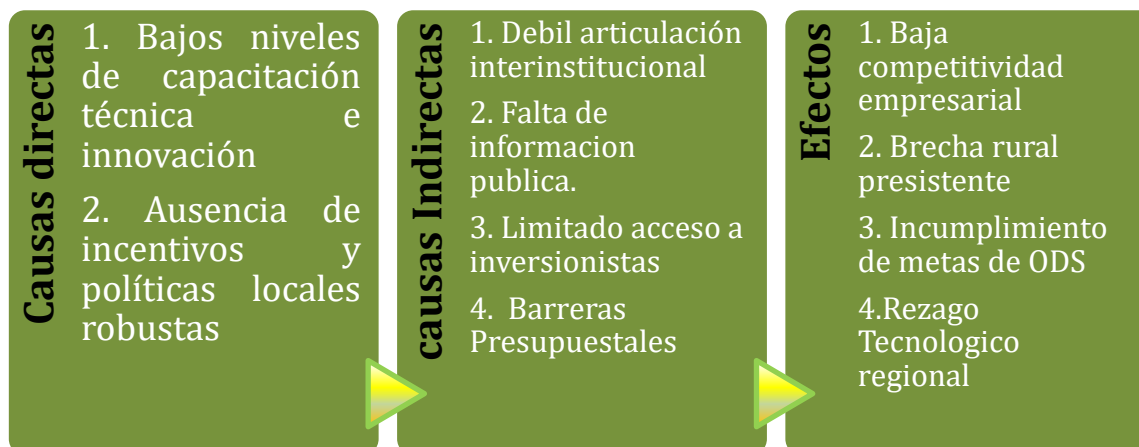 Causas directas
1. Bajos niveles
de capacitación
técnica e
innovación
2. Ausencia de
incentivos y
políticas locales
robustas
causas Indirectas
1. Debil articulación
interinstitucional
2. Falta de
informacion
publica.
3. Limitado acceso a
inversionistas
4. Barreras
Presupuestales
Efectos
1. Baja
competitividad
empresarial
2. Brecha rural
presistente
3. Incumplimiento
de metas de ODS
4.Rezago
Tecnologico
regional